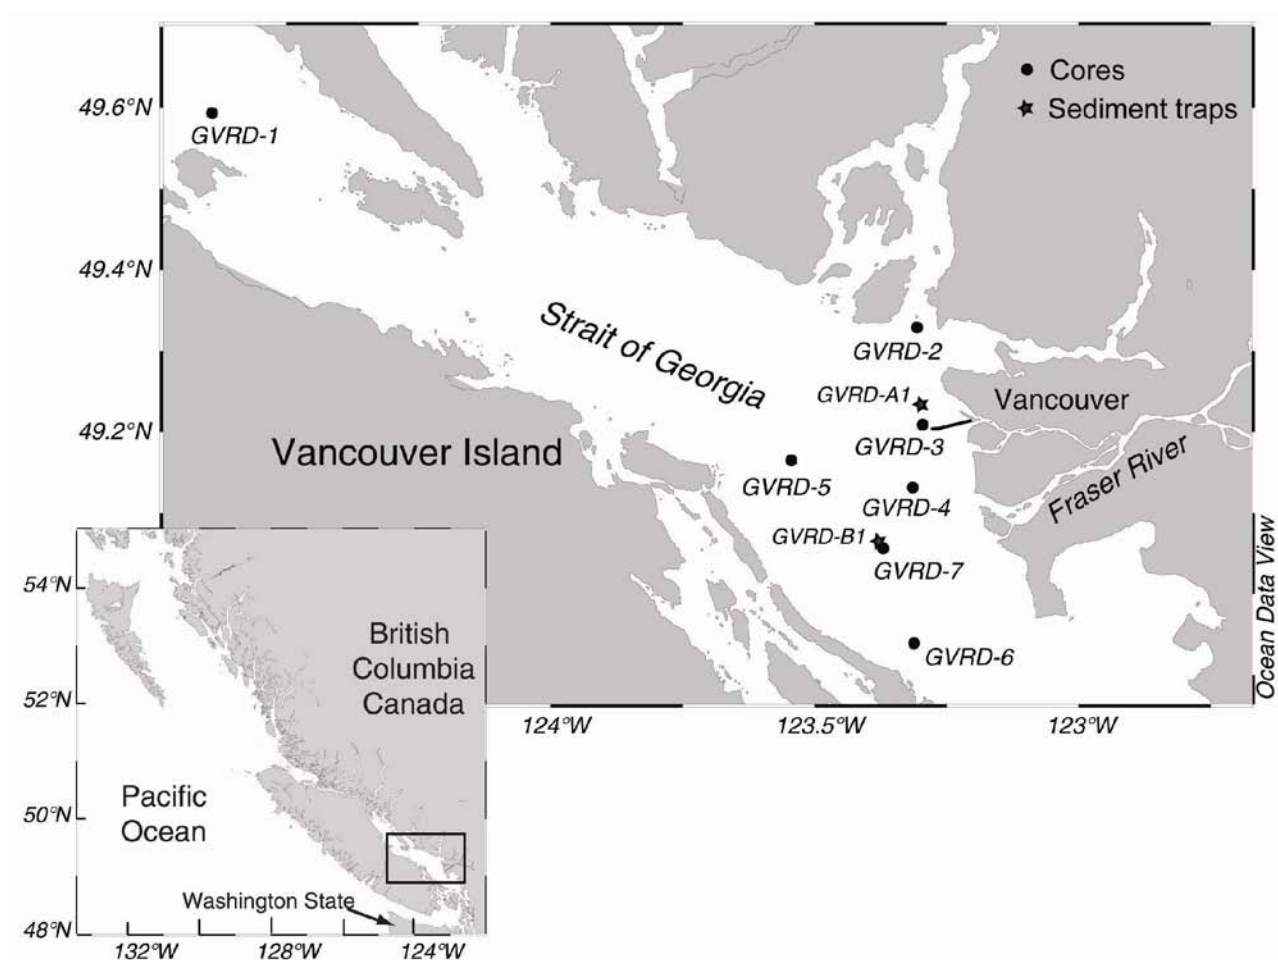 Cores
Sediment traps
49.6°N
GVRD-1
49.4°N
Strait of Georgia
GVRD-2
GVRD-A1
Vancouver
49.2°N
GVRD-3
Vancouver Island
GVRD-5
GVRD-4
Fraser River
GVRD-B1
GVRD-7
GVRD-6
Ocean Data View
124°W
123.5°W
123°W
54°N
British
Columbia
Canada
52°N
Pacific
Ocean
50°N
Washington State
48°N
132°W
128°W
124°W